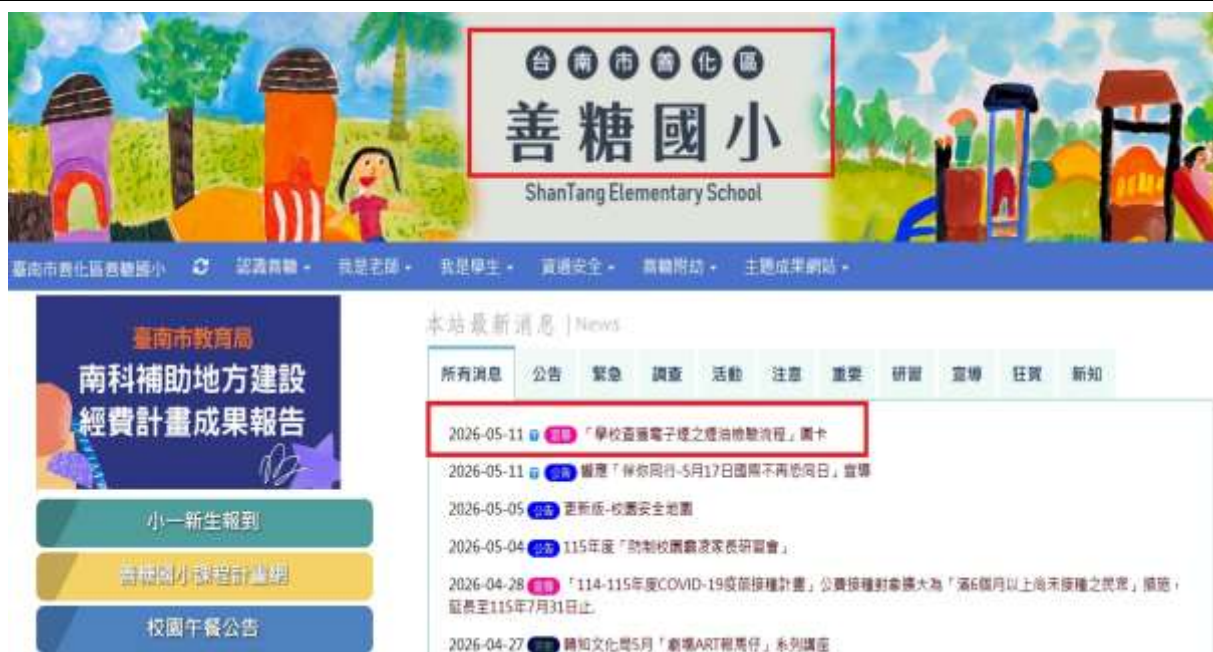 台南市善化區
善糖國小
ShanTang Elementary School
臺南市善化區善糖國小 認識善糖 我是老師 我是學生 資通安全 善糖附幼 主題成果網站
臺南市教育局
南科補助地方建設
經費計畫成果報告
小一新生報到
善糖國小課程計畫網
校園午餐公告
本站最新消息 | News
所有消息 公告 緊急 調查 活動 注意 重要 研習 宣導 狂賀 新知
2026-05-11 宣導 「學校查獲電子煙之煙油檢驗流程」圖卡
2026-05-11 公告 響應「伴你同行-5月17日國際不再恐同日」宣導
2026-05-05 公告 更新版-校園安全地圖
2026-05-04 公告 115年度「防制校園霸凌家長研習會」
2026-04-28 宣導 「114-115年度COVID-19疫苗接種計畫」公費接種對象擴大為「滿6個月以上尚未接種之民眾」措施，
延長至115年7月31日止.
2026-04-27 轉知文化局5月「劇場ART報馬仔」系列講座